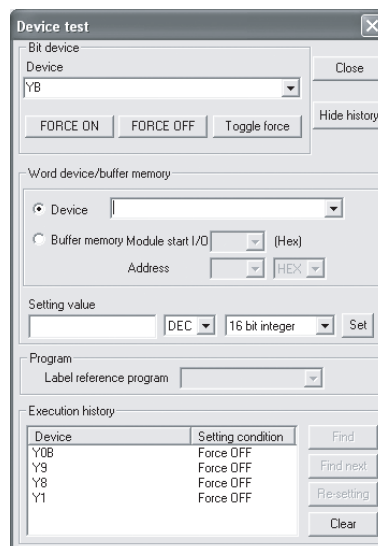 Device test
Bit device
Device
YB
Close
FORCE ON FORCE OFF Toggle force
Hide history
Word device/buffer memory
Device
Buffer memory Module start I/O (Hex)
Address HEX
Setting value
DEC 16 bit integer Set
Program
Label reference program
Execution history
Device Setting condition
Y0B Force OFF
Y9 Force OFF
Y8 Force OFF
Y1 Force OFF
Find
Find next
Re-setting
Clear